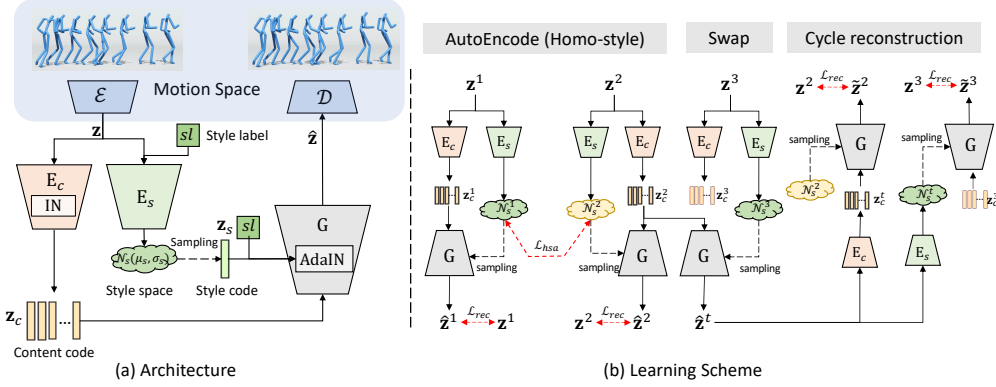 Motion Space
ℰ
𝒟
z
ẑ
sl
Style label
E_c
IN
E_s
G
AdaIN
z_s
sl
Sampling
𝒩_s(μ_s, σ_s)
Style space
Style code
z_c
...
Content code
(a) Architecture
AutoEncode (Homo-style)
Swap
Cycle reconstruction
z^1
z^2
z^3
z^2 ℒ_rec z̃^2
z^3 ℒ_rec z̃^3
E_c
E_s
E_s
E_c
E_c
E_s
G
G
sampling
sampling
z_c^1
z_c^2
z_c^3
𝒩_s^1
𝒩_s^2
𝒩_s^3
𝒩_s^2
z_c^t
𝒩_s^t
z_c^3
ℒ_hsa
G
G
G
sampling
sampling
sampling
E_c
E_s
ẑ^1 ℒ_rec z^1
z^2 ℒ_rec ẑ^2
ẑ^t
(b) Learning Scheme